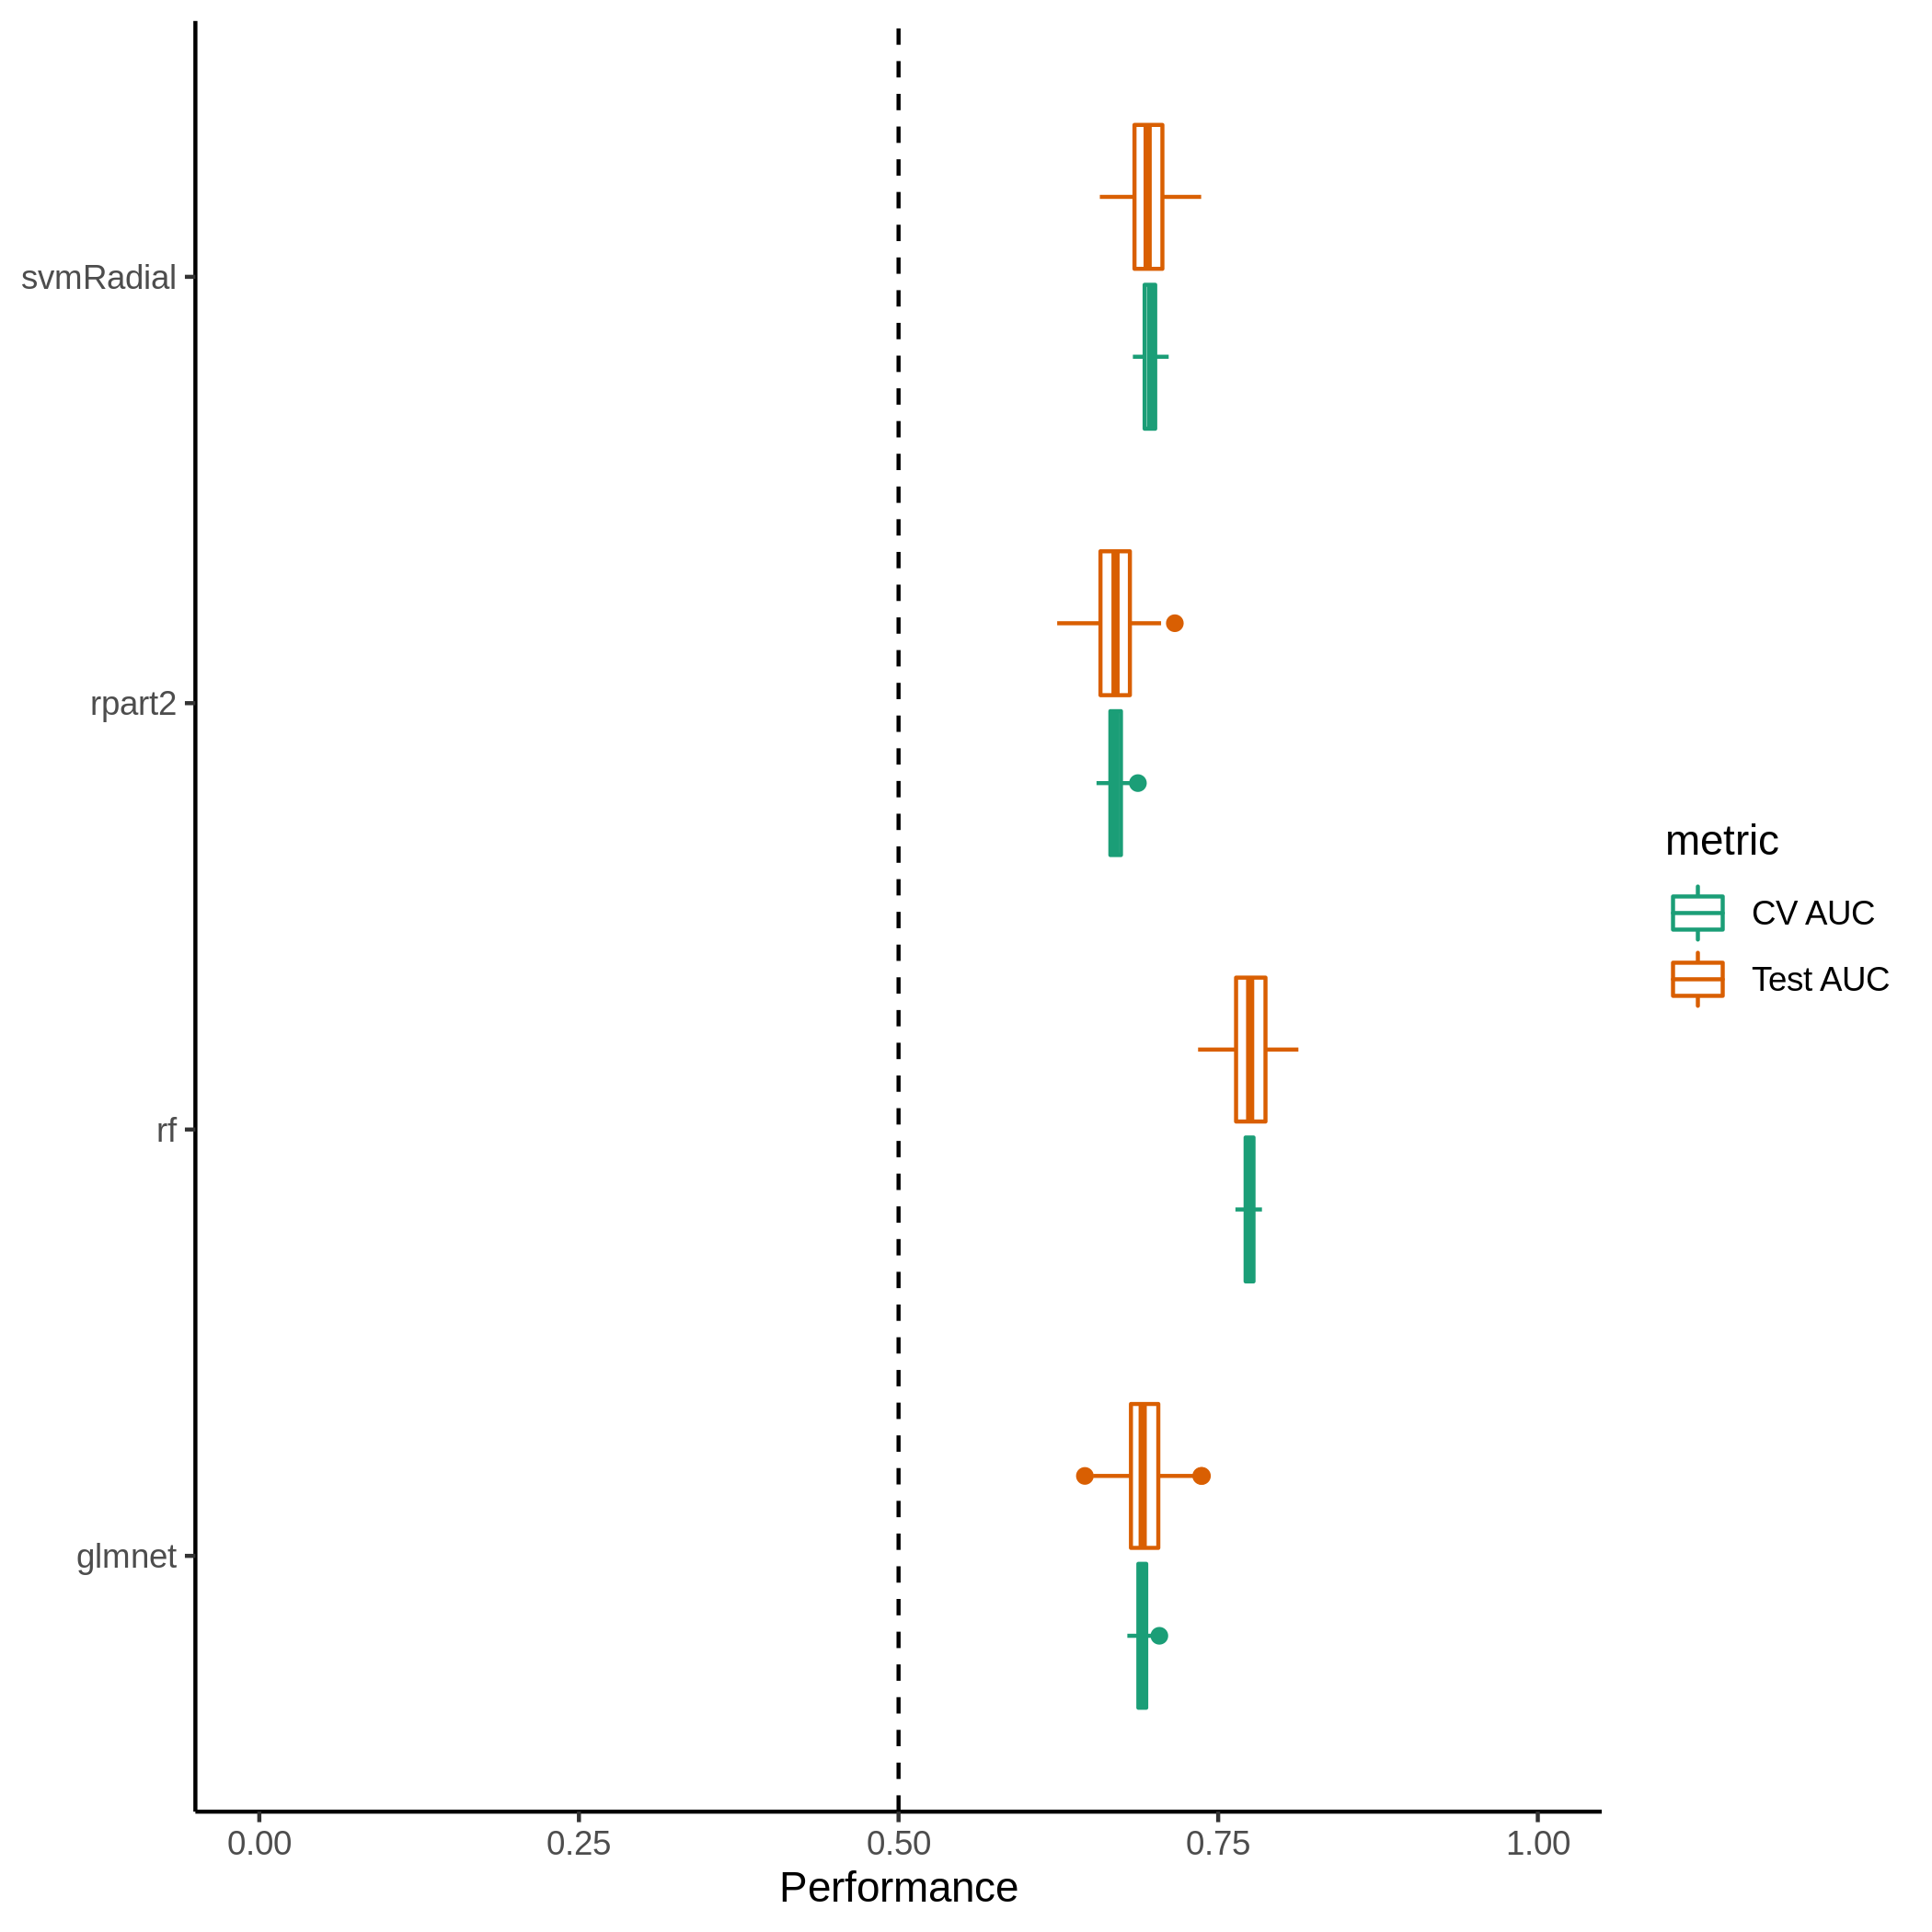 svmRadial
rpart2
rf
glmnet
0.00
0.25
0.50
0.75
1.00
Performance
metric
CV AUC
Test AUC